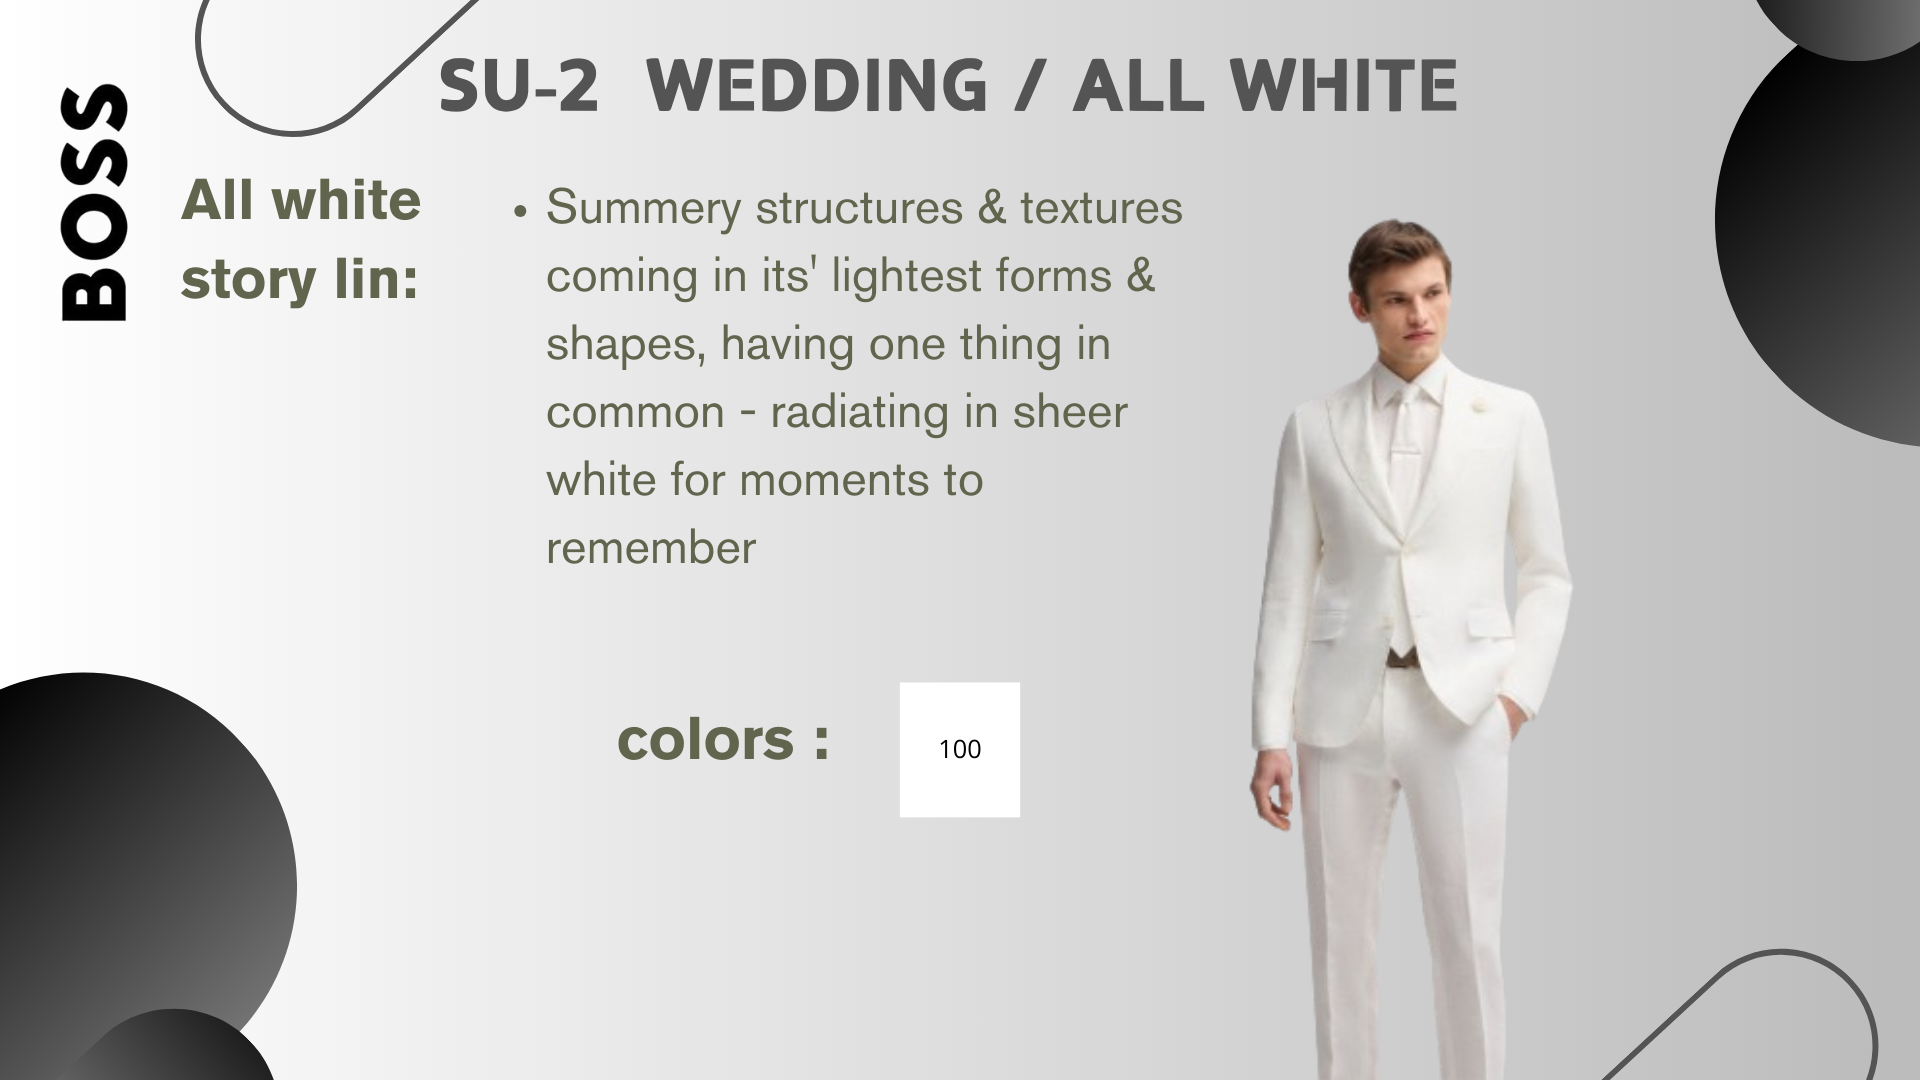 BOSS
SU-2 WEDDING / ALL WHITE
All white
story lin:
• Summery structures & textures
coming in its' lightest forms &
shapes, having one thing in
common - radiating in sheer
white for moments to
remember
colors :
100